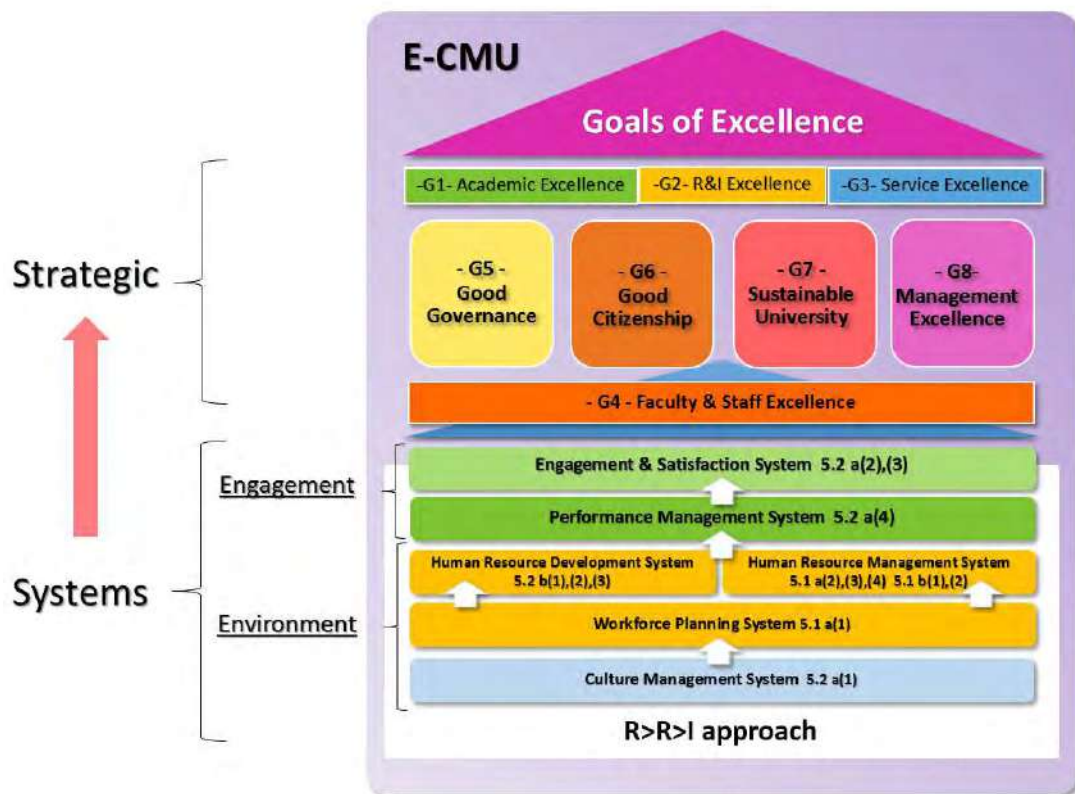 E-CMU
Goals of Excellence
-G1- Academic Excellence
-G2- R&I Excellence
-G3- Service Excellence
Strategic
- G5 -
Good
Governance
- G6 -
Good
Citizenship
- G7 -
Sustainable
University
- G8-
Management
Excellence
- G4 - Faculty & Staff Excellence
Systems
Engagement
Engagement & Satisfaction System 5.2 a(2),(3)
Performance Management System 5.2 a(4)
Environment
Human Resource Development System
5.2 b(1),(2),(3)
Human Resource Management System
5.1 a(2),(3),(4) 5.1 b(1),(2)
Workforce Planning System 5.1 a(1)
Culture Management System 5.2 a(1)
R>R>I approach